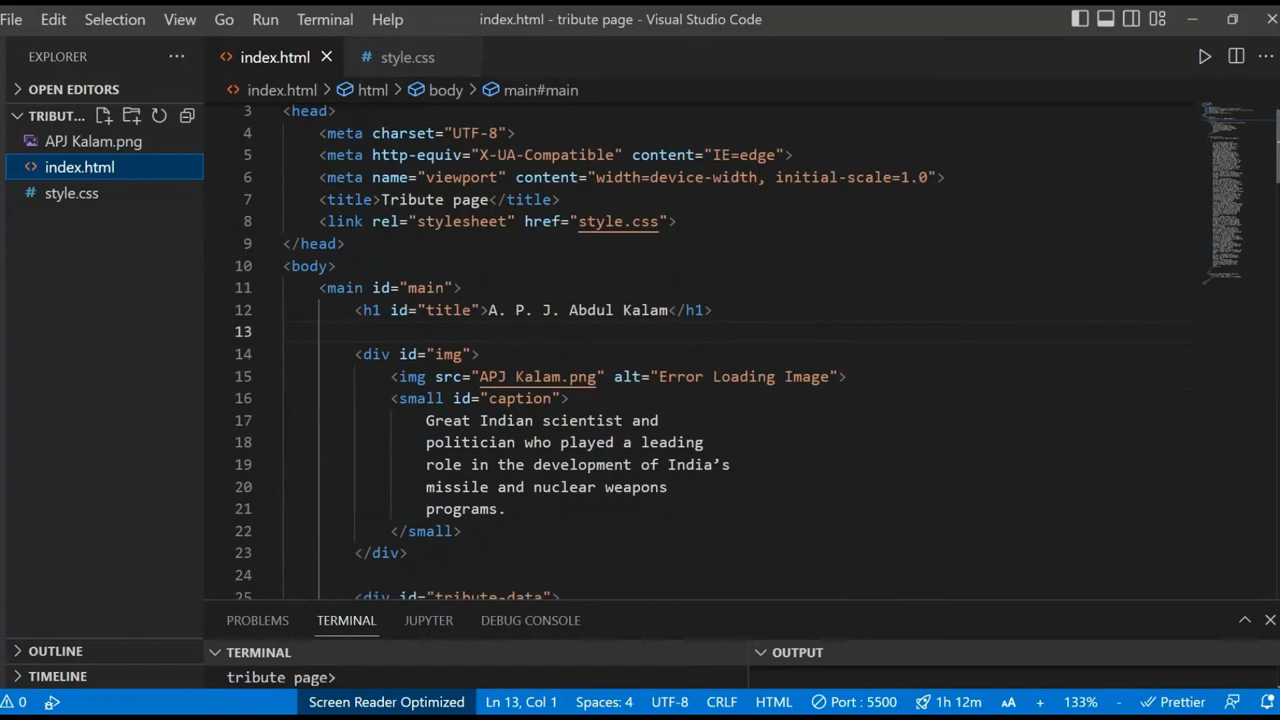 File Edit Selection View Go Run Terminal Help index.html - tribute page - Visual Studio Code
EXPLORER ...
index.html
# style.css
OPEN EDITORS
index.html > html > body > main#main
TRIBUT...
APJ Kalam.png
index.html
# style.css
3 <head>
4 <meta charset="UTF-8">
5 <meta http-equiv="X-UA-Compatible" content="IE=edge">
6 <meta name="viewport" content="width=device-width, initial-scale=1.0">
7 <title>Tribute page</title>
8 <link rel="stylesheet" href="style.css">
9 </head>
10 <body>
11 <main id="main">
12 <h1 id="title">A. P. J. Abdul Kalam</h1>
13
14 <div id="img">
15 <img src="APJ Kalam.png" alt="Error Loading Image">
16 <small id="caption">
17 Great Indian scientist and
18 politician who played a leading
19 role in the development of India’s
20 missile and nuclear weapons
21 programs.
22 </small>
23 </div>
24
25 <div id="tribute-data">
PROBLEMS TERMINAL JUPYTER DEBUG CONSOLE
OUTLINE
TERMINAL
OUTPUT
TIMELINE
tribute page>
0 Screen Reader Optimized Ln 13, Col 1 Spaces: 4 UTF-8 CRLF HTML Port : 5500 1h 12m AA + 133% - Prettier